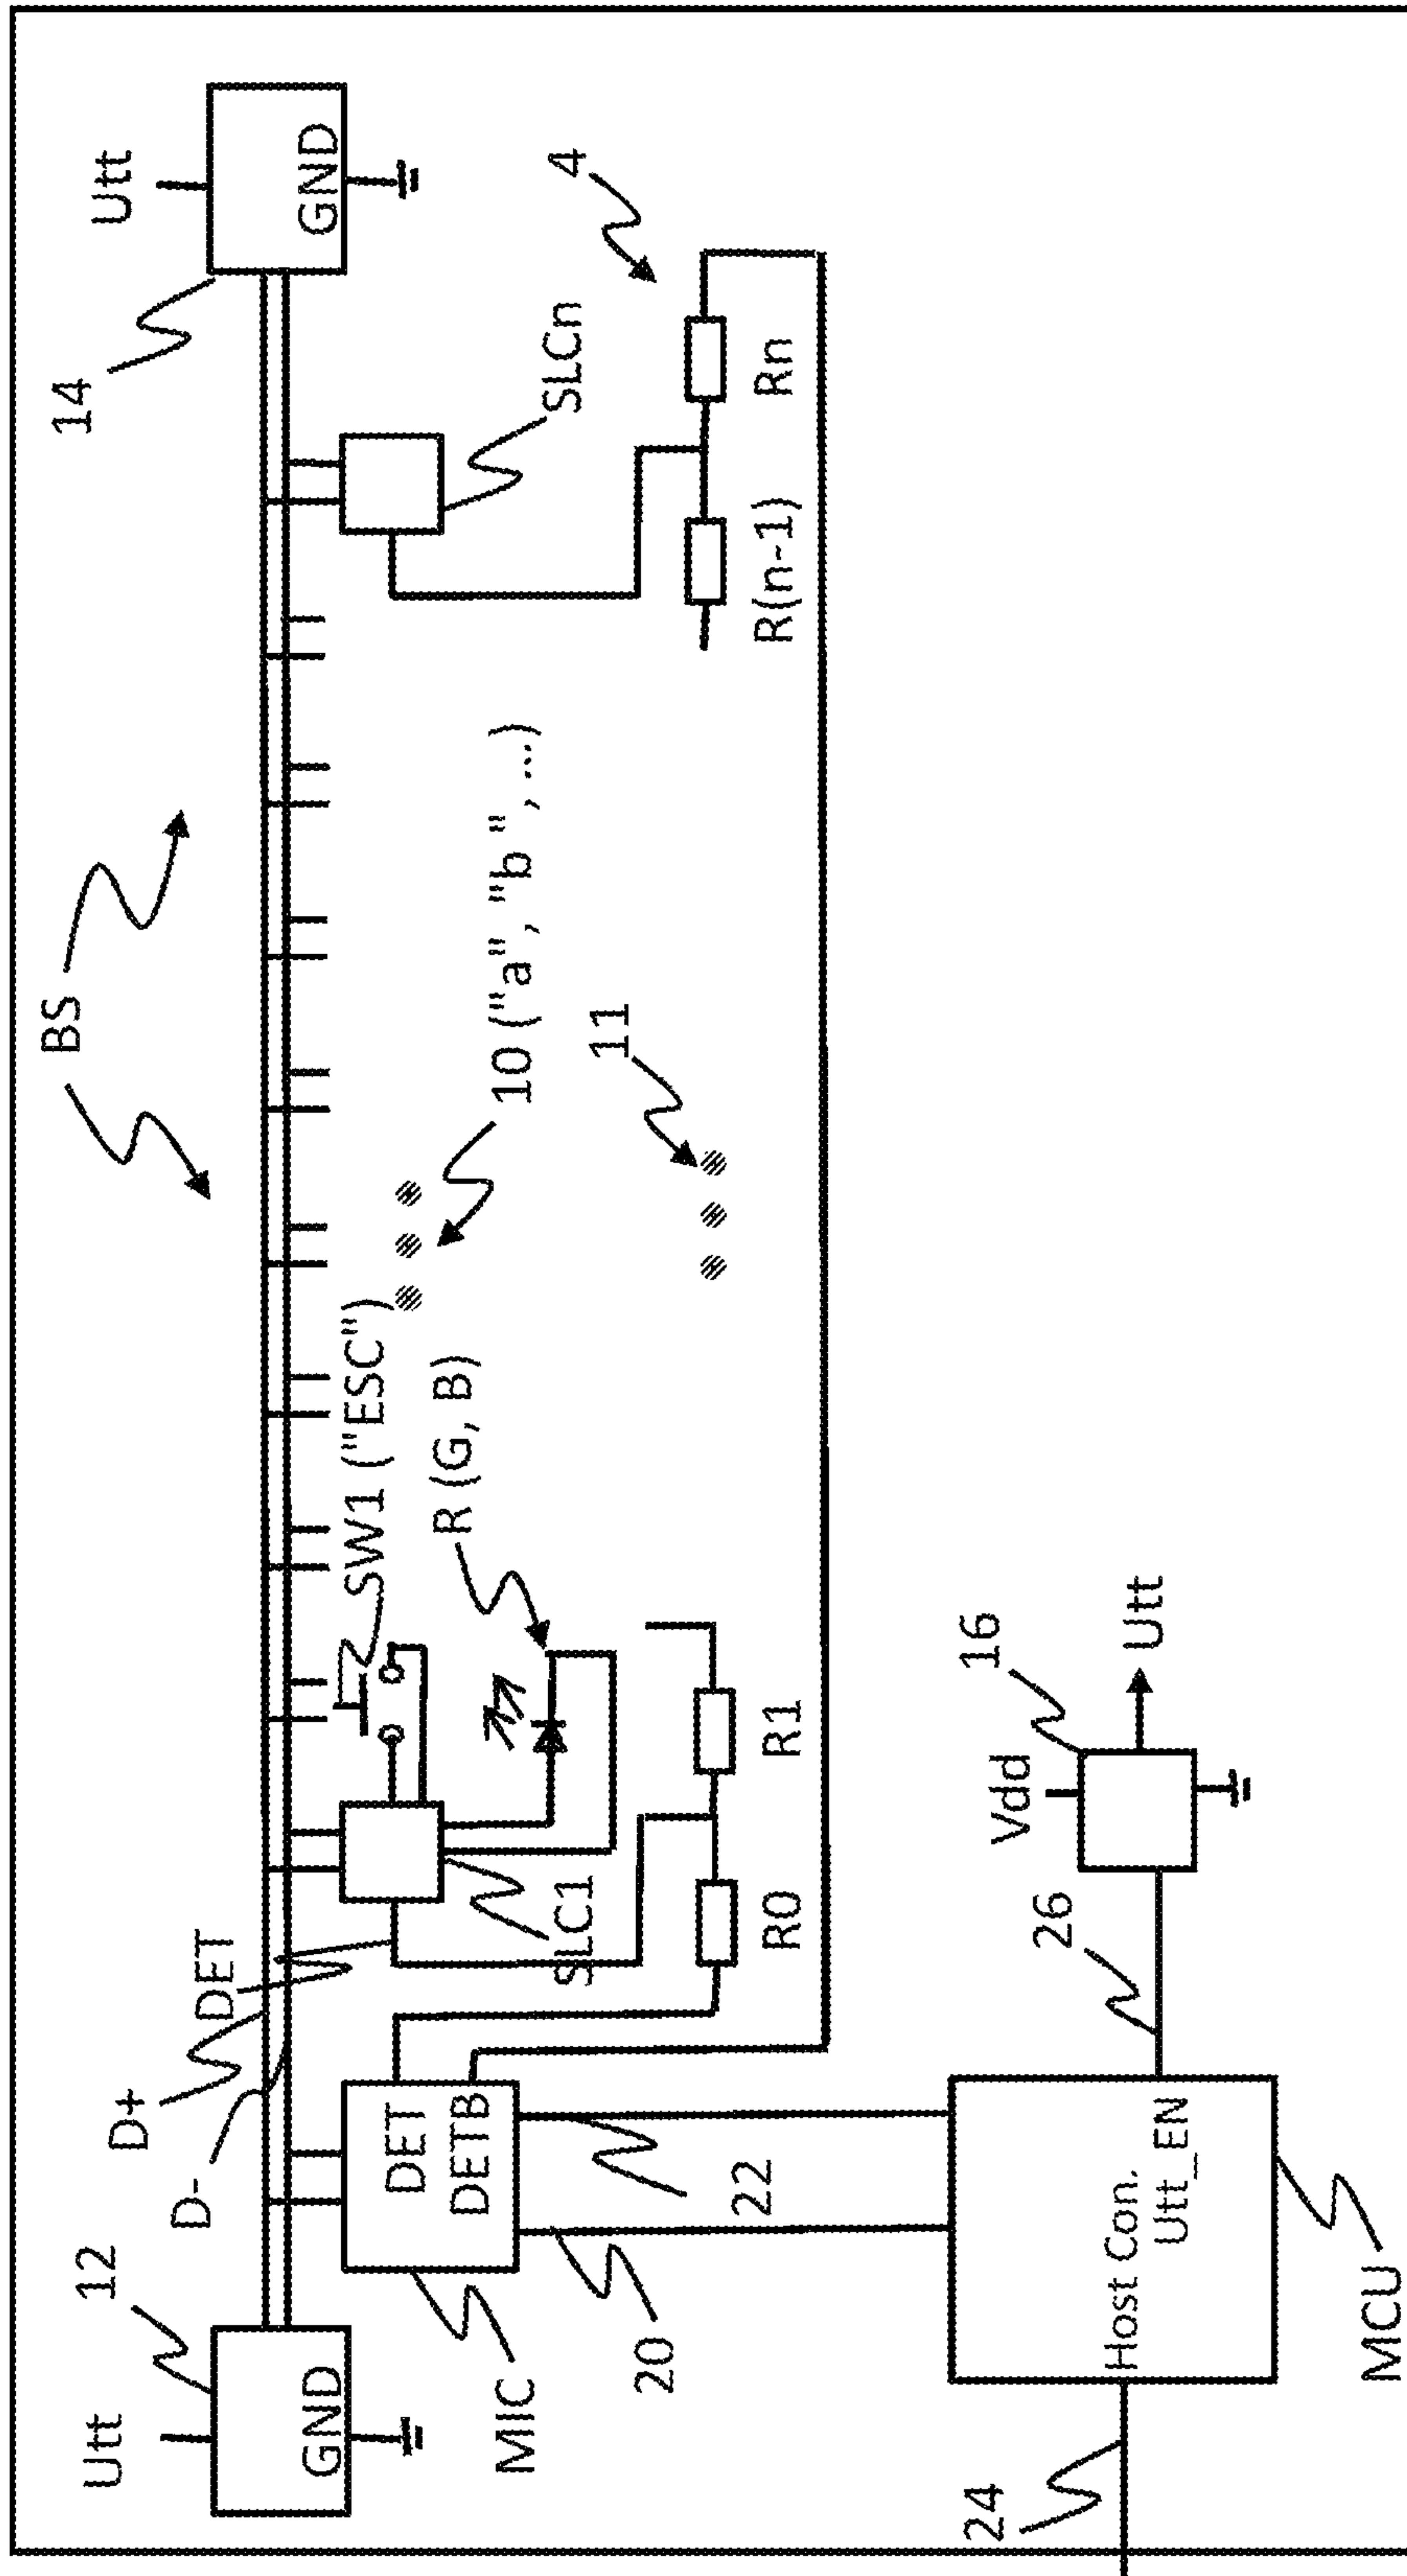 Utt
12
GND
D-
D+
DET
BS
14
Utt
GND
MIC
DET
DETB
SLC1
SW1 ("ESC")
R (G, B)
10 ("a", "b", ...)
SLCn
4
20
22
R0
R1
11
R(n-1)
Rn
24
Host Con.
Utt_EN
MCU
26
Vdd
16
Utt